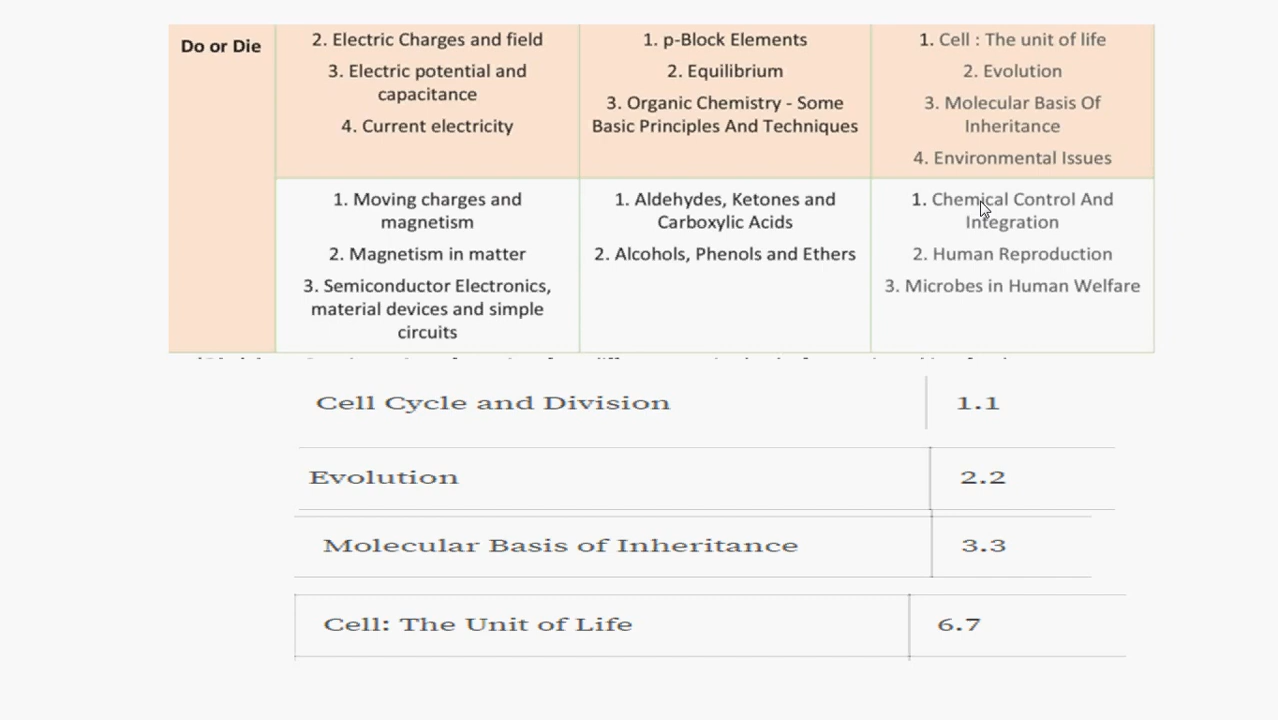 Do or Die
2. Electric Charges and field
3. Electric potential and
capacitance
4. Current electricity
1. p-Block Elements
2. Equilibrium
3. Organic Chemistry - Some
Basic Principles And Techniques
1. Cell : The unit of life
2. Evolution
3. Molecular Basis Of
Inheritance
4. Environmental Issues
1. Moving charges and
magnetism
2. Magnetism in matter
3. Semiconductor Electronics,
material devices and simple
circuits
1. Aldehydes, Ketones and
Carboxylic Acids
2. Alcohols, Phenols and Ethers
1. Chemical Control And
Integration
2. Human Reproduction
3. Microbes in Human Welfare
Cell Cycle and Division 1.1
Evolution 2.2
Molecular Basis of Inheritance 3.3
Cell: The Unit of Life 6.7